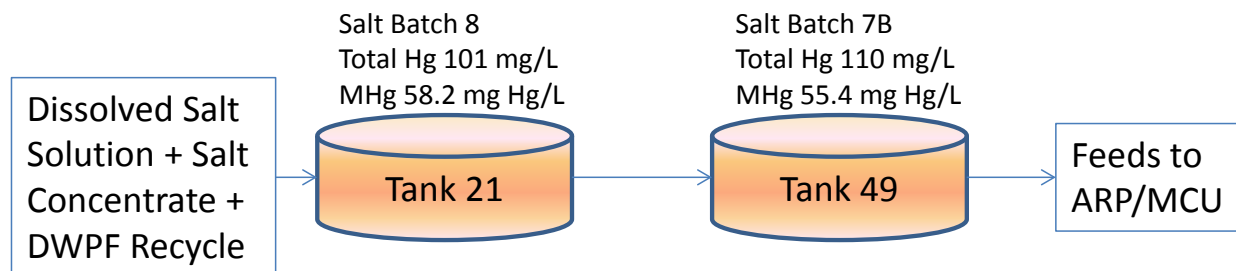 Dissolved Salt
Solution + Salt
Concentrate +
DWPF Recycle
Salt Batch 8
Total Hg 101 mg/L
MHg 58.2 mg Hg/L
Tank 21
Salt Batch 7B
Total Hg 110 mg/L
MHg 55.4 mg Hg/L
Tank 49
Feeds to
ARP/MCU